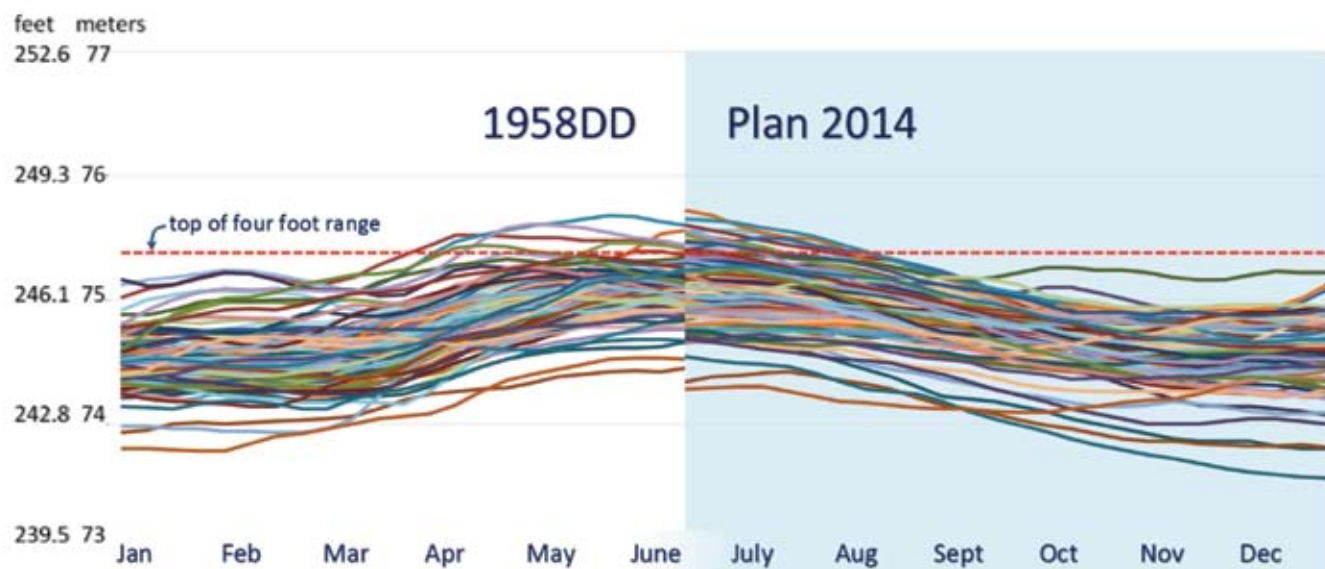 feet meters
252.6 77
1958DD Plan 2014
249.3 76
top of four foot range
246.1 75
242.8 74
239.5 73
Jan Feb Mar Apr May June July Aug Sept Oct Nov Dec